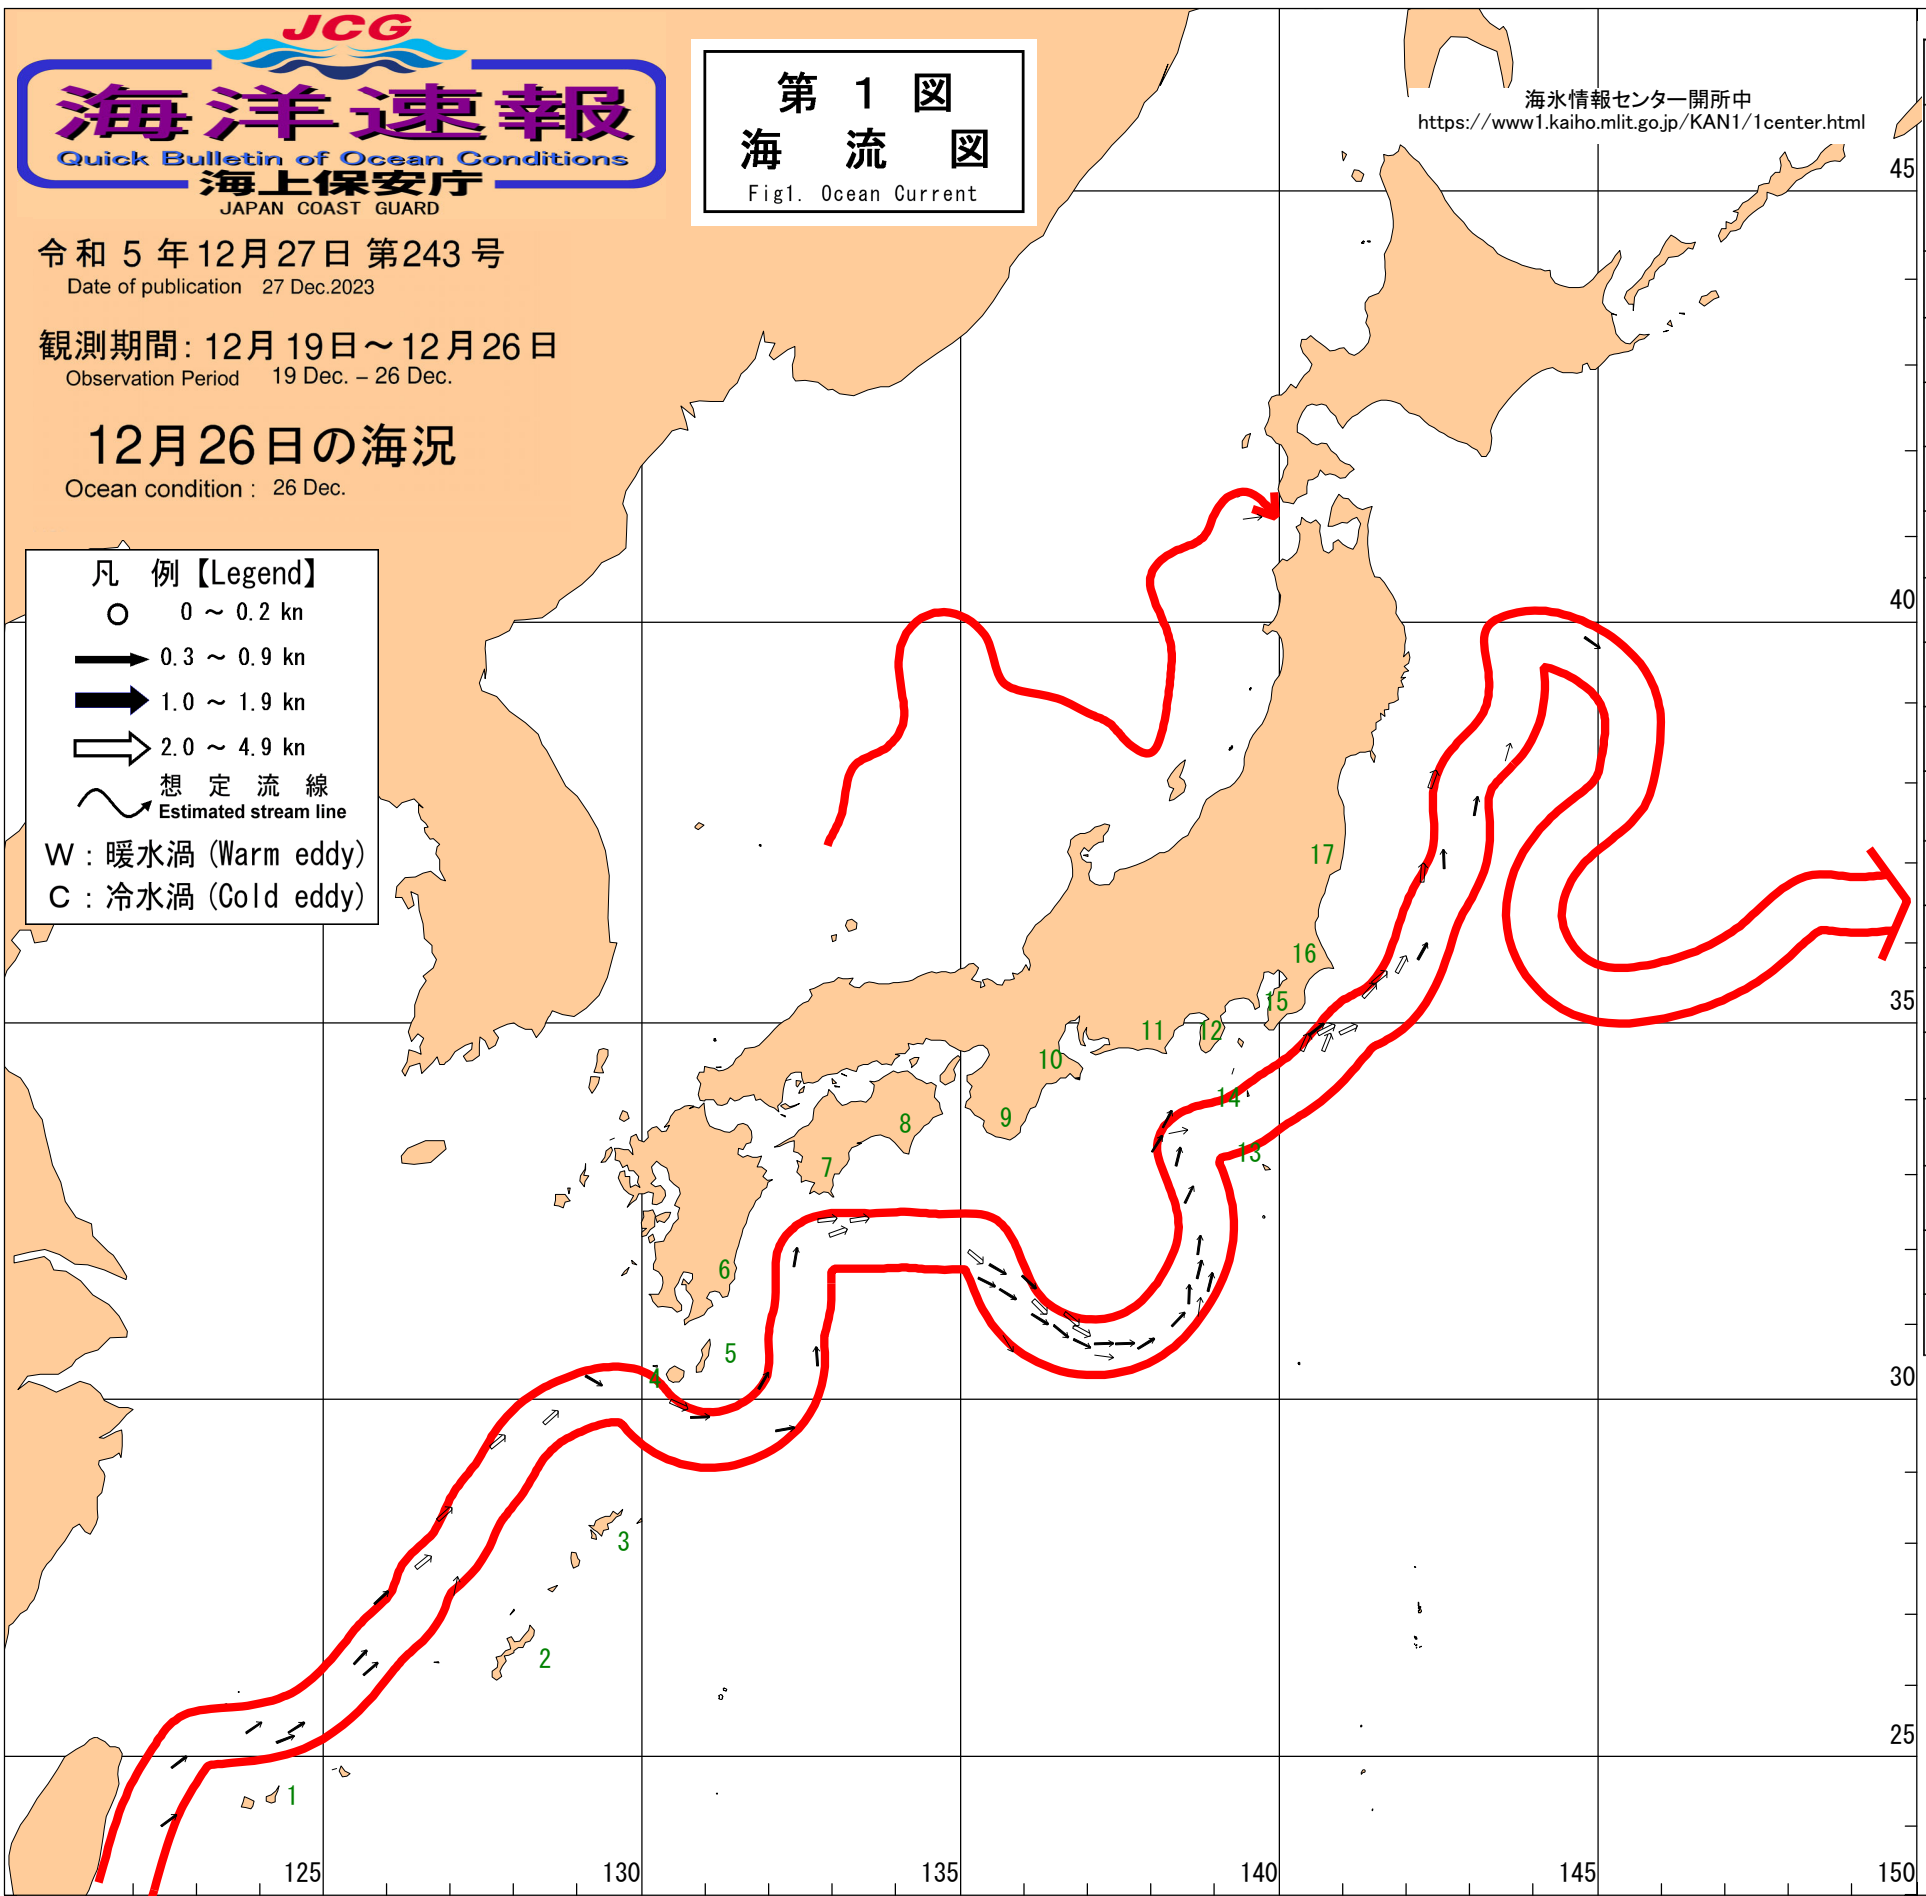 JCG
海洋速報
Quick Bulletin of Ocean Conditions
海上保安庁
JAPAN COAST GUARD
令和 5 年12月27日 第243号
Date of publication 27 Dec.2023
観測期間: 12月19日～12月26日
Observation Period 19 Dec. – 26 Dec.
12月26日の海況
Ocean condition : 26 Dec.
第 1 図
海 流 図
Fig1. Ocean Current
海氷情報センター開所中
https://www1.kaiho.mlit.go.jp/KAN1/1center.html
凡 例【Legend】
0 ～ 0.2 kn
0.3 ～ 0.9 kn
1.0 ～ 1.9 kn
2.0 ～ 4.9 kn
想 定 流 線
Estimated stream line
W : 暖水渦 (Warm eddy)
C : 冷水渦 (Cold eddy)
45
40
17
16
35
15
11
12
10
14
9
8
13
7
6
5
4
30
3
2
25
1
125
130
135
140
145
150